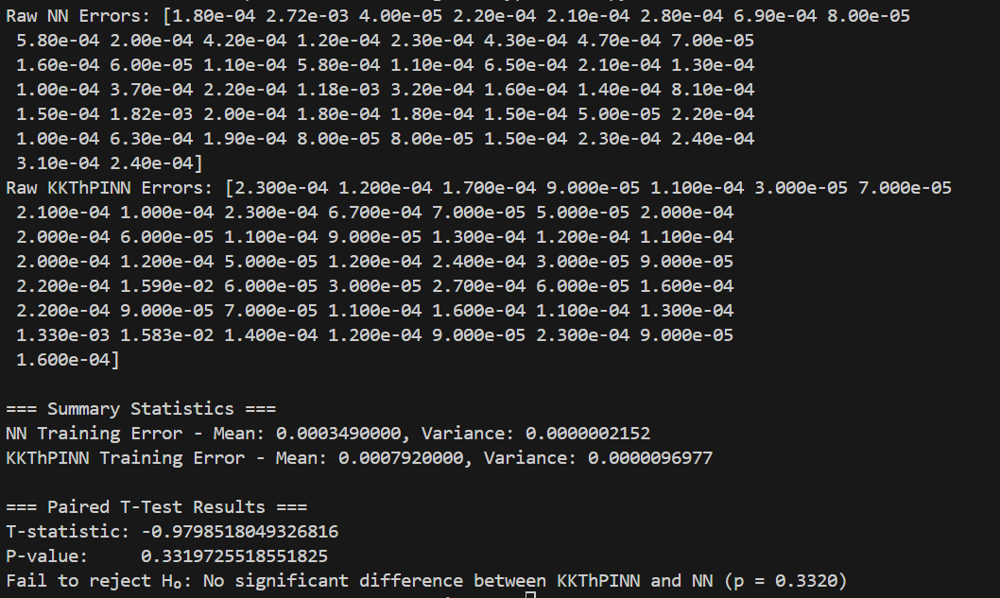 Raw NN Errors: [1.80e-04 2.72e-03 4.00e-05 2.20e-04 2.10e-04 2.80e-04 6.90e-04 8.00e-05
5.80e-04 2.00e-04 4.20e-04 1.20e-04 2.30e-04 4.30e-04 4.70e-04 7.00e-05
1.60e-04 6.00e-05 1.10e-04 5.80e-04 1.10e-04 6.50e-04 2.10e-04 1.30e-04
1.00e-04 3.70e-04 2.20e-04 1.18e-03 3.20e-04 1.60e-04 1.40e-04 8.10e-04
1.50e-04 1.82e-03 2.00e-04 1.80e-04 1.80e-04 1.50e-04 5.00e-05 2.20e-04
1.00e-04 6.30e-04 1.90e-04 8.00e-05 8.00e-05 1.50e-04 2.30e-04 2.40e-04
3.10e-04 2.40e-04]
Raw KKThPINN Errors: [2.300e-04 1.200e-04 1.700e-04 9.000e-05 1.100e-04 3.000e-05 7.000e-05
2.100e-04 1.000e-04 2.300e-04 6.700e-04 7.000e-05 5.000e-05 2.000e-04
2.000e-04 6.000e-05 1.100e-04 9.000e-05 1.300e-04 1.200e-04 1.100e-04
2.000e-04 1.200e-04 5.000e-05 1.200e-04 2.400e-04 3.000e-05 9.000e-05
2.200e-04 1.590e-02 6.000e-05 3.000e-05 2.700e-04 6.000e-05 1.600e-04
2.200e-04 9.000e-05 7.000e-05 1.100e-04 1.600e-04 1.100e-04 1.300e-04
1.330e-03 1.583e-02 1.400e-04 1.200e-04 9.000e-05 2.300e-04 9.000e-05
1.600e-04]
=== Summary Statistics ===
NN Training Error - Mean: 0.0003490000, Variance: 0.0000002152
KKThPINN Training Error - Mean: 0.0007920000, Variance: 0.0000096977
=== Paired T-Test Results ===
T-statistic: -0.9798518049326816
P-value: 0.3319725518551825
Fail to reject H₀: No significant difference between KKThPINN and NN (p = 0.3320)